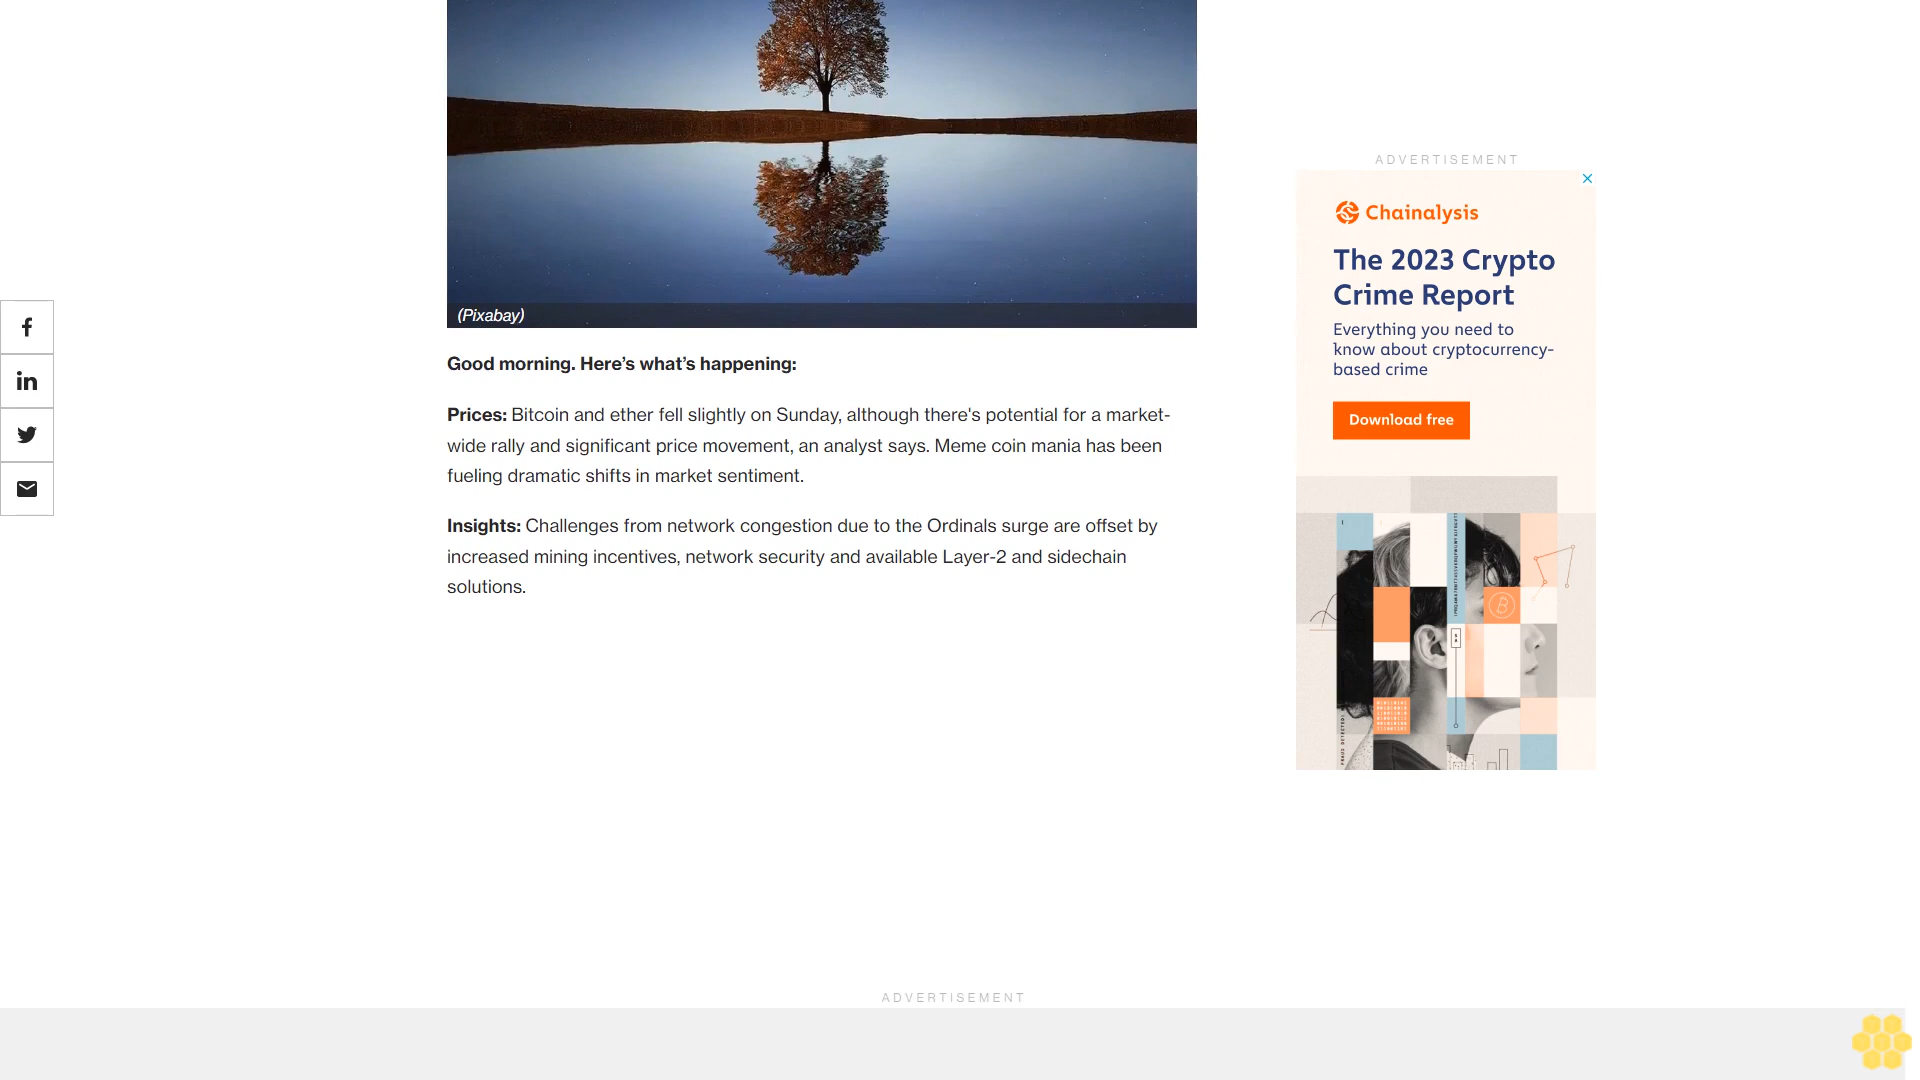 (Pixabay)
Good morning. Here’s what’s happening:
Prices: Bitcoin and ether fell slightly on Sunday, although there's potential for a market-
wide rally and significant price movement, an analyst says. Meme coin mania has been
fueling dramatic shifts in market sentiment.
Insights: Challenges from network congestion due to the Ordinals surge are offset by
increased mining incentives, network security and available Layer-2 and sidechain
solutions.
ADVERTISEMENT
Chainalysis
The 2023 Crypto
Crime Report
Everything you need to
know about cryptocurrency-
based crime
Download free
ADVERTISEMENT